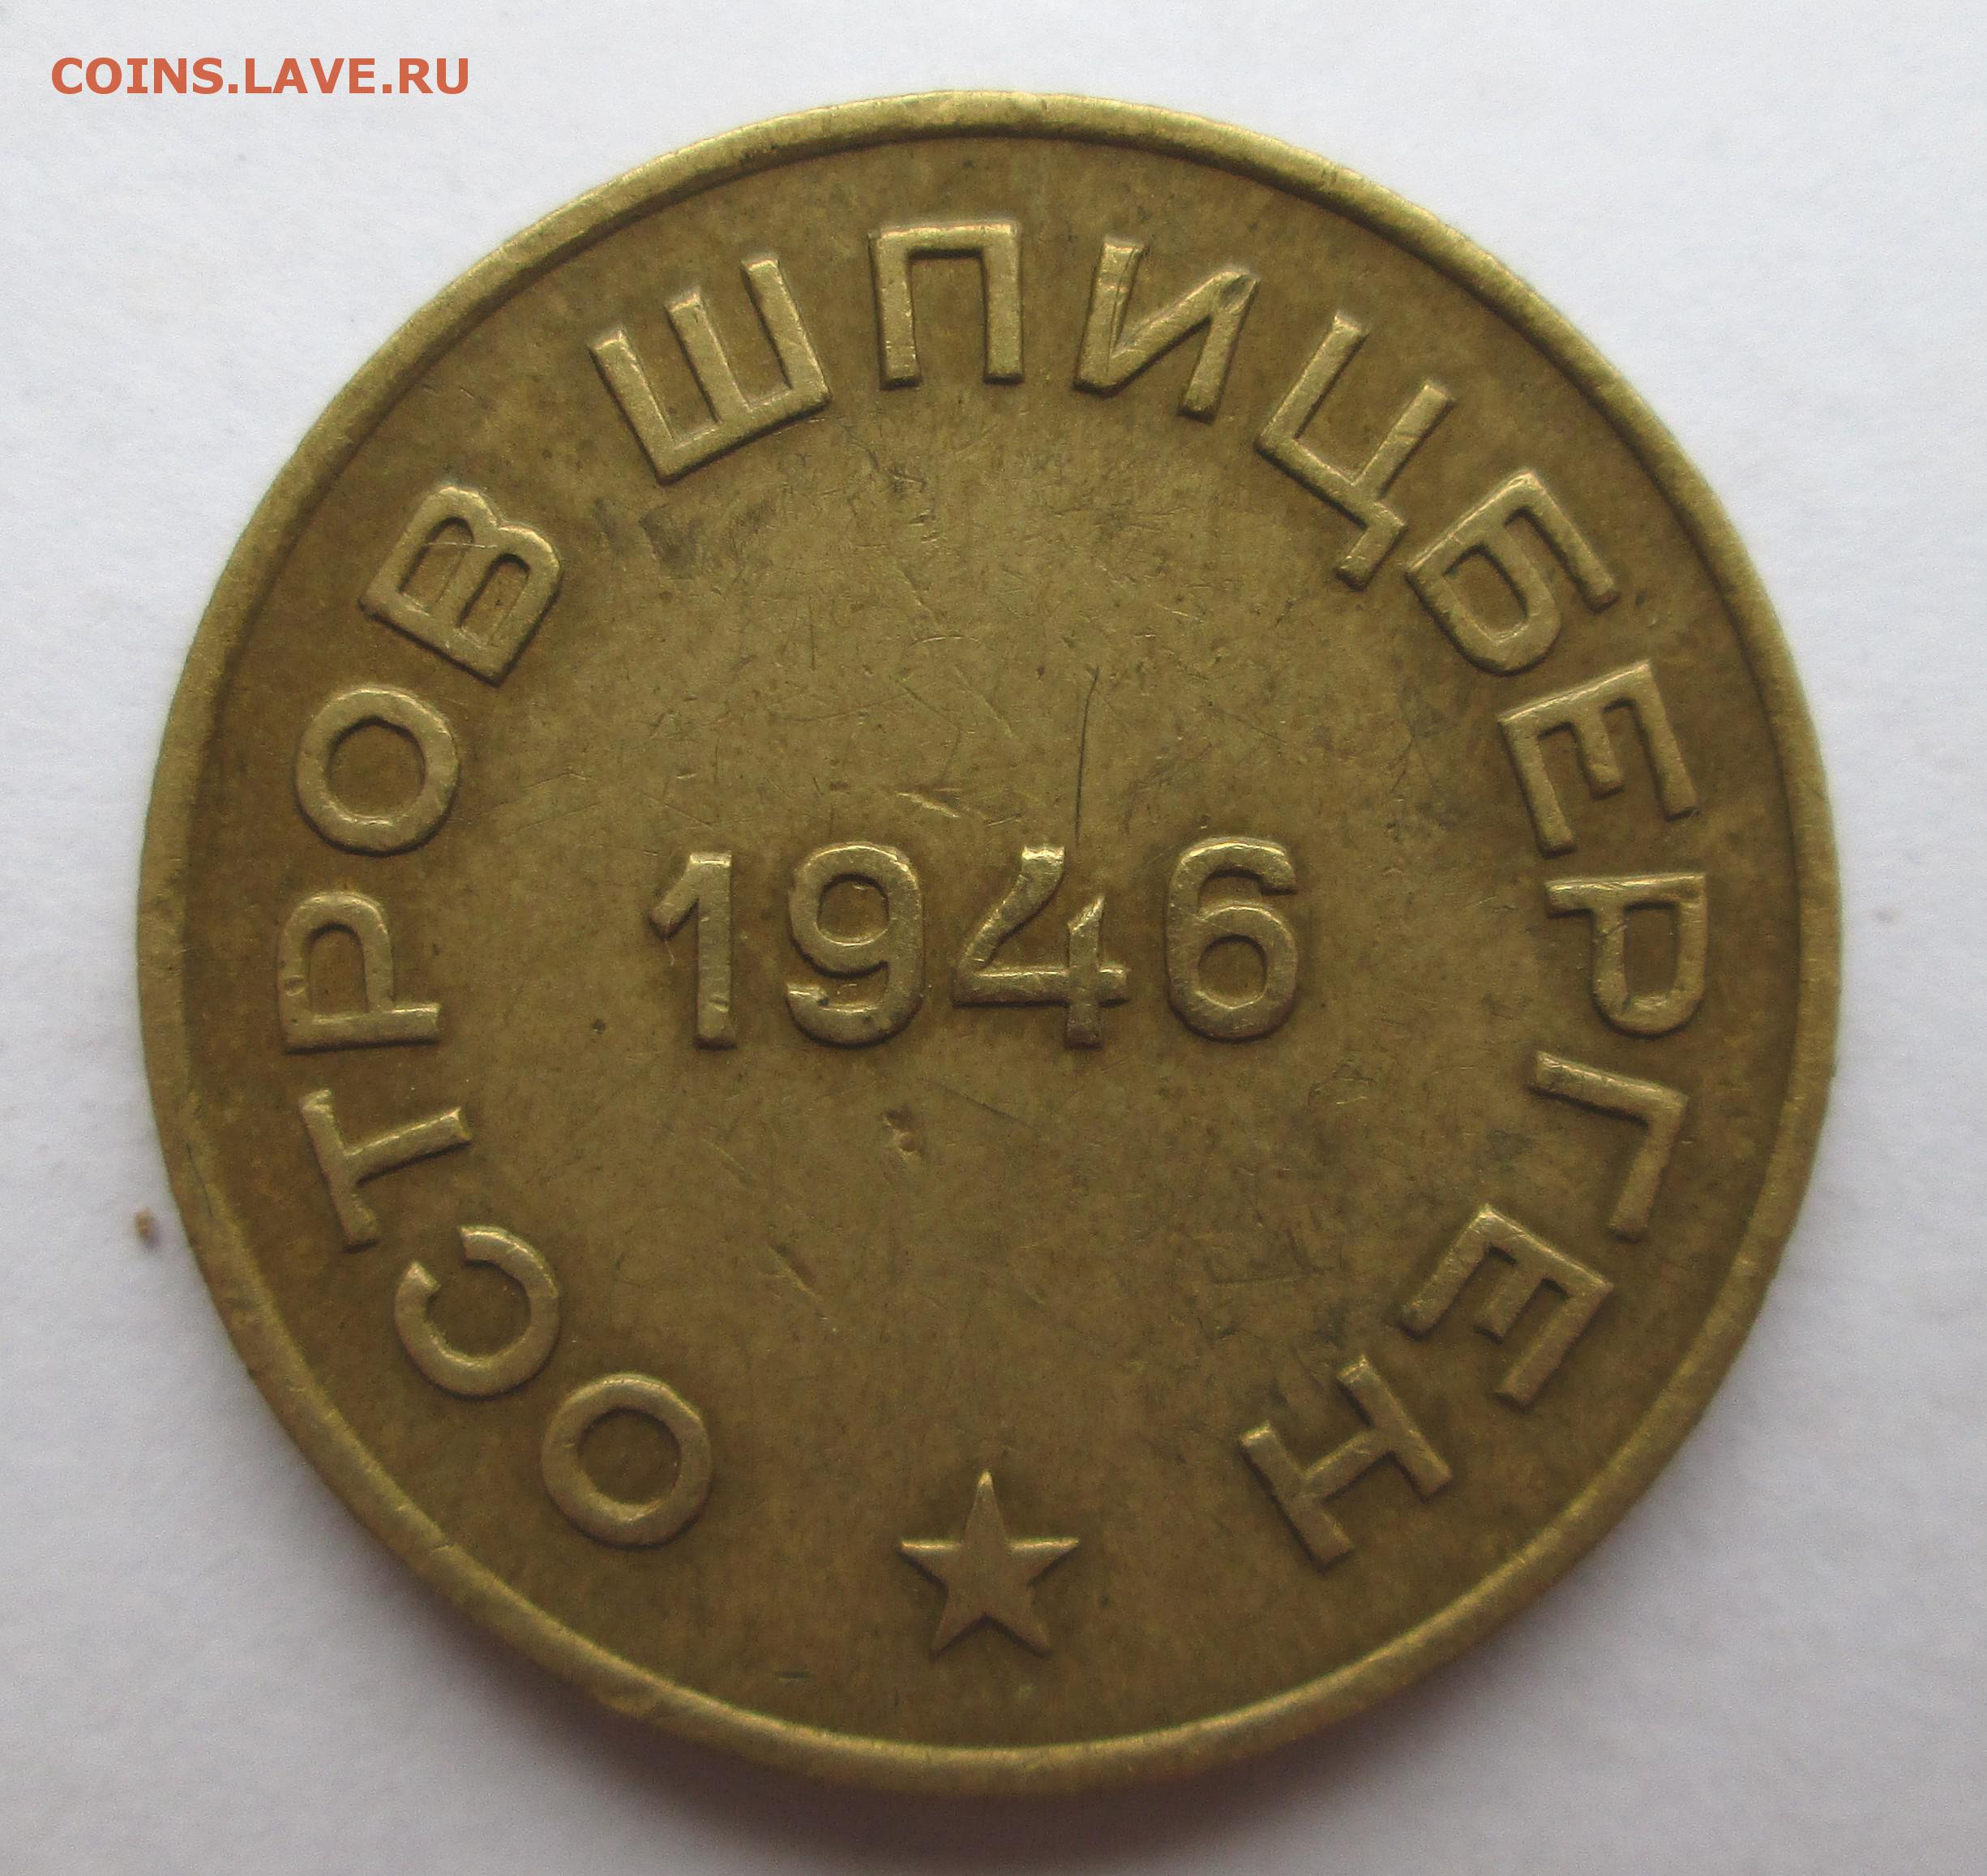 COINS.LAVE.RU
ОСТРОВ ШПИЦБЕРГЕН
1946